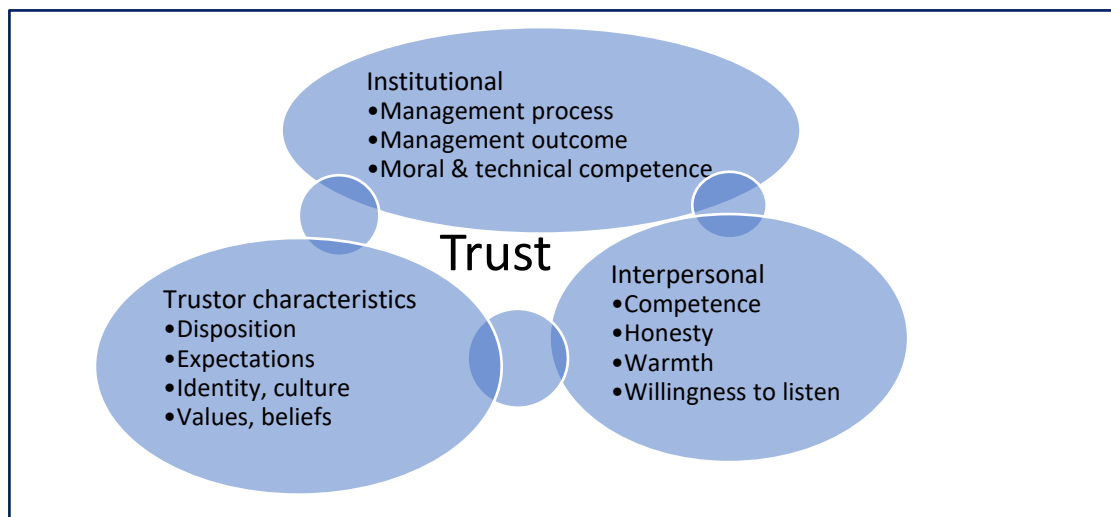 Institutional
•Management process
•Management outcome
•Moral & technical competence
Trust
Trustor characteristics
•Disposition
•Expectations
•Identity, culture
•Values, beliefs
Interpersonal
•Competence
•Honesty
•Warmth
•Willingness to listen